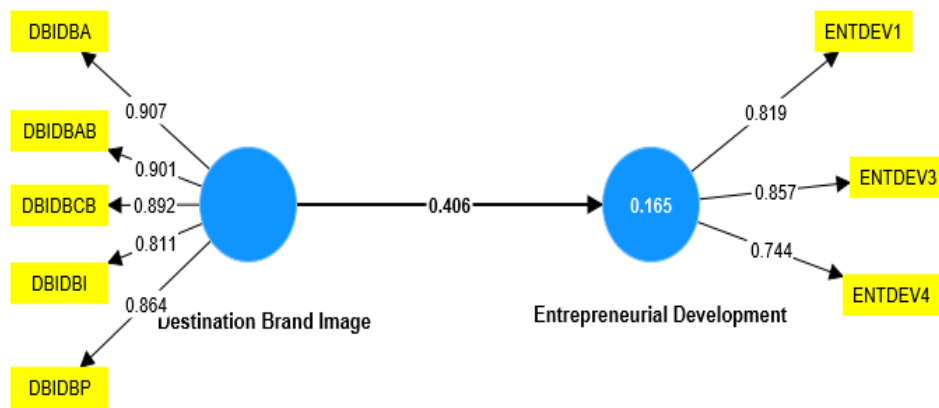 DBIDBA
ENTDEV1
0.907
0.819
DBIDBAB
0.901
ENTDEV3
0.857
DBIDBCB
0.892
0.406
0.165
0.811
0.744
DBIDBI
0.864
ENTDEV4
Destination Brand Image
Entrepreneurial Development
DBIDBP